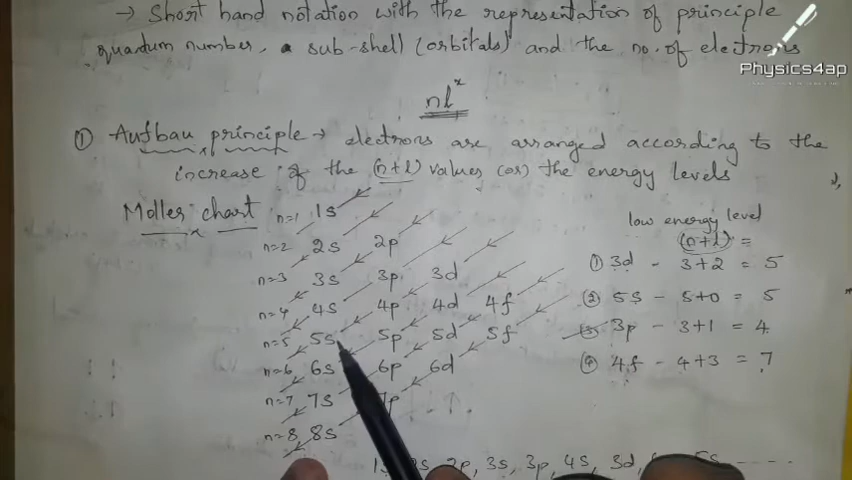 → Short hand notation with the representation of principle
quantum number, sub-shell (orbitals) and the no. of electrons
Physics4ap
nlˣ
① Aufbau principle → electrons are arranged according to the
increase of the (n+l) values (or) the energy levels
Moller chart
n=1 1s
n=2 2s 2p
n=3 3s 3p 3d
n=4 4s 4p 4d 4f
n=5 5s 5p 5d 5f
n=6 6s 6p 6d
n=7 7s 7p
n=8 8s
low energy level
(n+l) =
① 3d - 3+2 = 5
② 5s - 5+0 = 5
③ 3p - 3+1 = 4
④ 4f - 4+3 = 7
1s, 2s, 2p, 3s, 3p, 4s, 3d, 5s -----